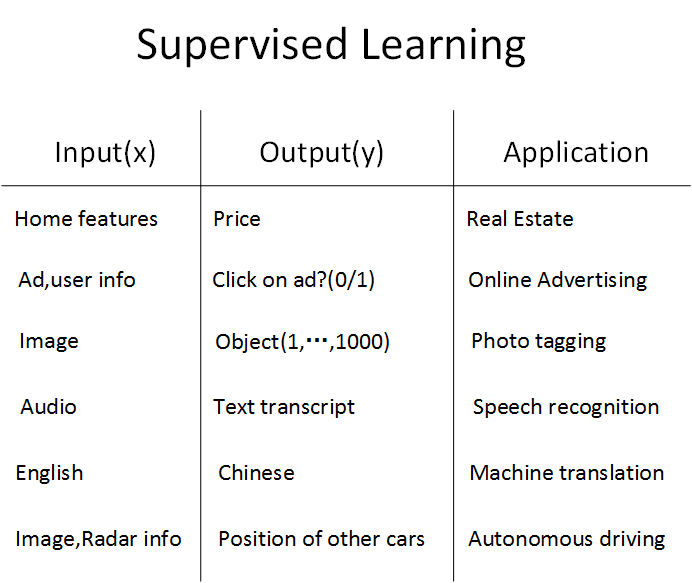 Supervised Learning
Input(x) Output(y) Application
Home features Price Real Estate
Ad,user info Click on ad?(0/1) Online Advertising
Image Object(1,⋯,1000) Photo tagging
Audio Text transcript Speech recognition
English Chinese Machine translation
Image,Radar info Position of other cars Autonomous driving